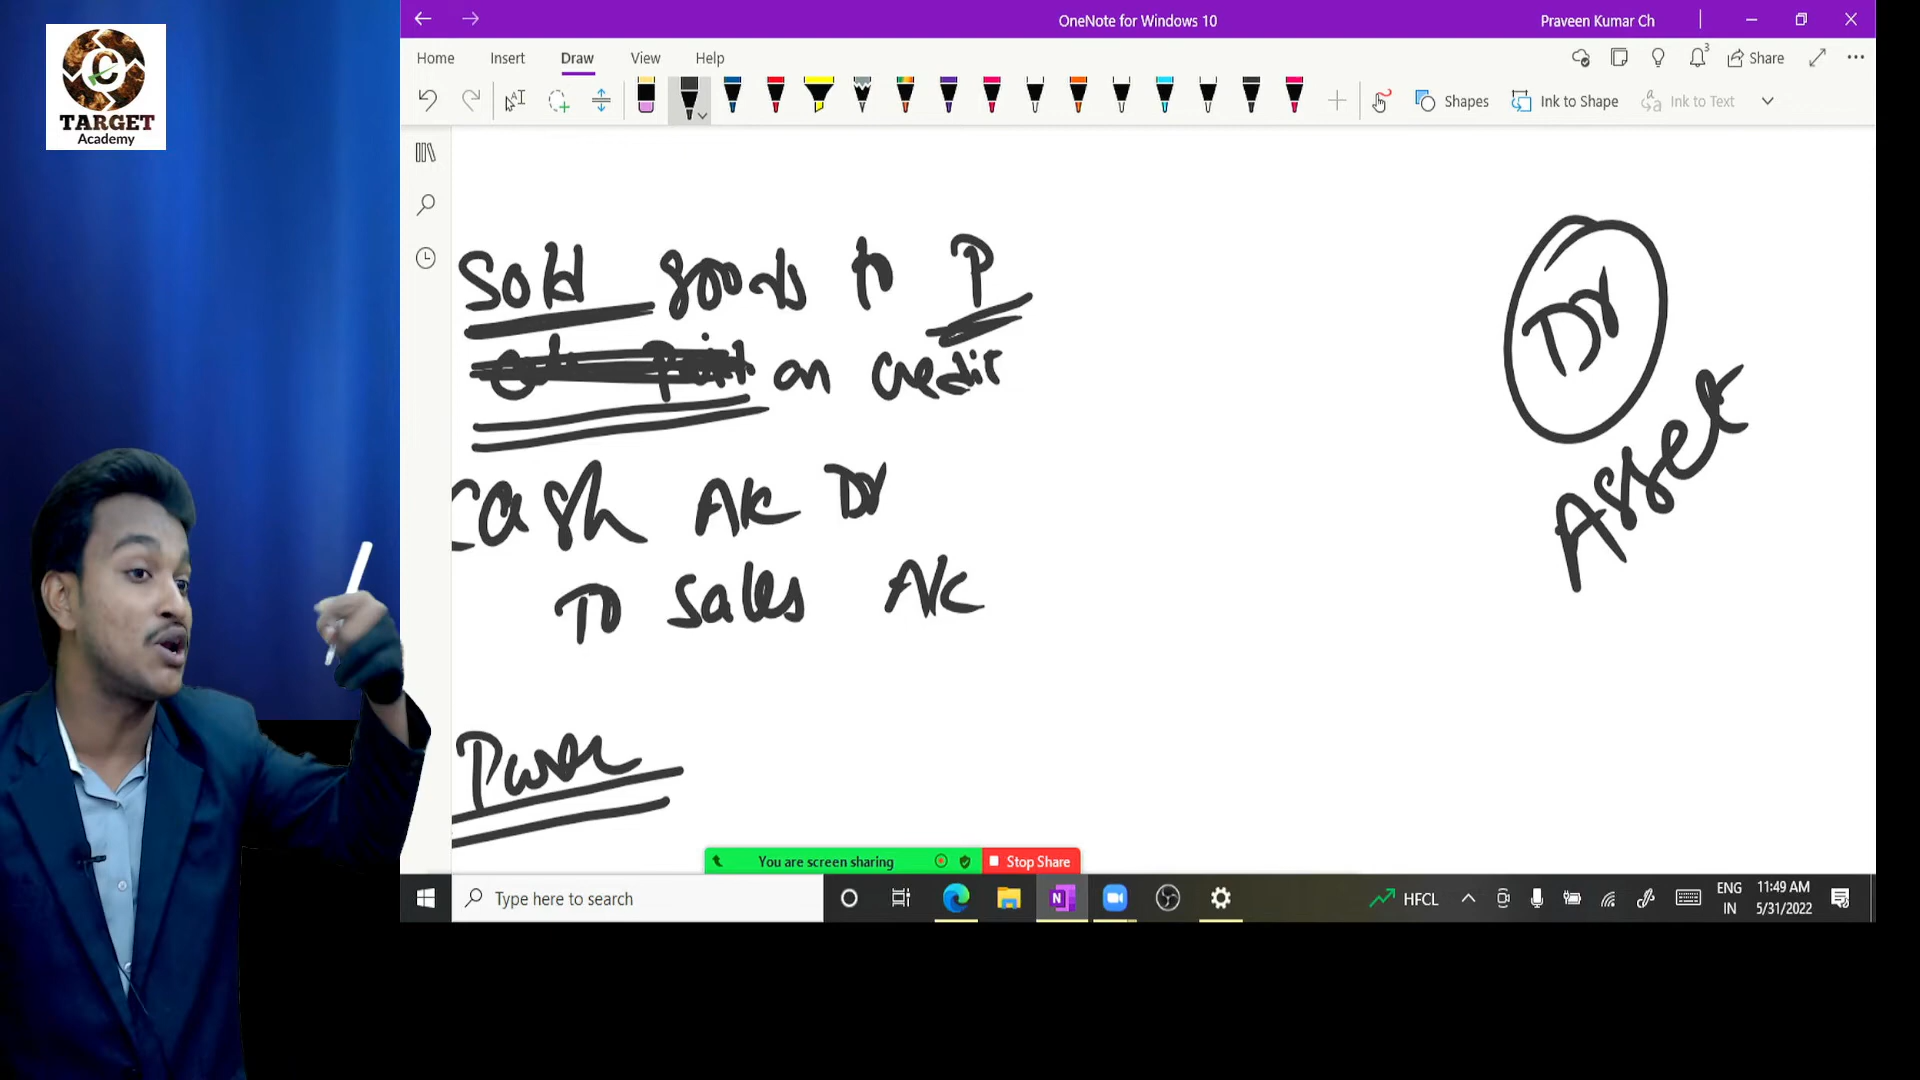 TARGET
Academy
OneNote for Windows 10
Praveen Kumar Ch
Home Insert Draw View Help
3
Share
Shapes
Ink to Shape
Ink to Text
Sold goods to P
on credit
Cash A/c Dr
To Sales A/c
Dr
Asset
You are screen sharing
Stop Share
Type here to search
HFCL
ENG
IN
11:49 AM
5/31/2022